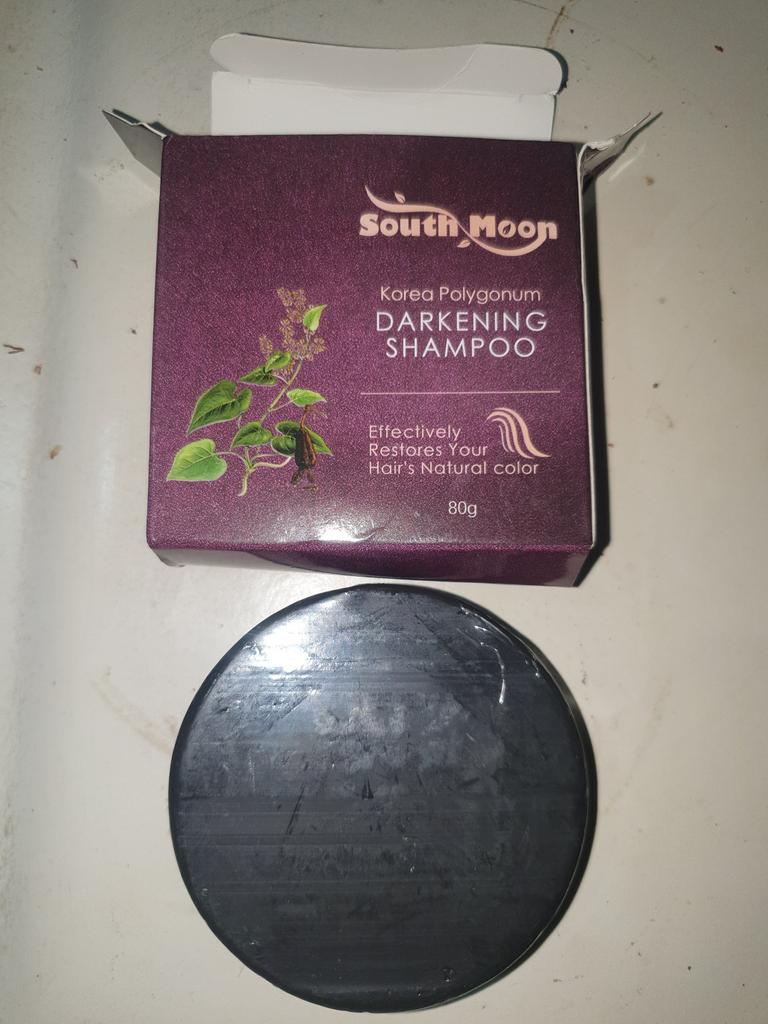 South Moon
Korea Polygonum
DARKENING
SHAMPOO
Effectively
Restores Your
Hair's Natural color
80g